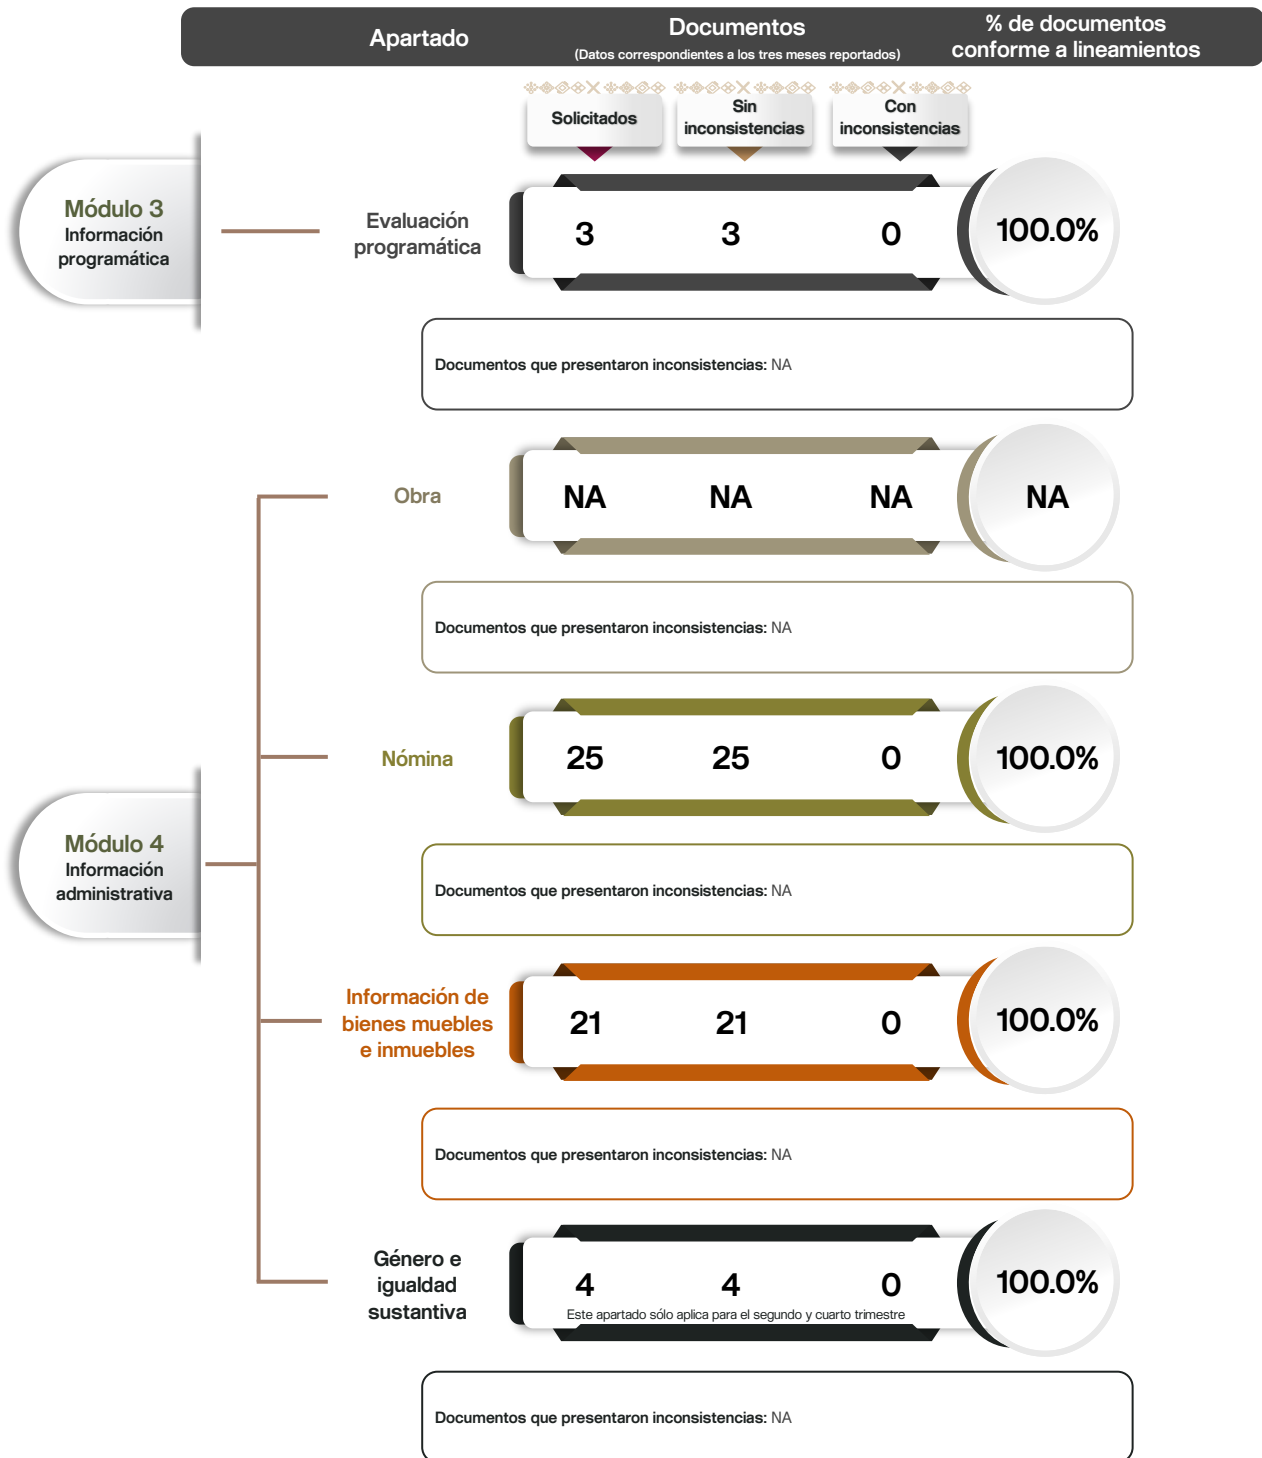 Apartado
Documentos
(Datos correspondientes a los tres meses reportados)
% de documentos
conforme a lineamientos
Solicitados
Sin
inconsistencias
Con
inconsistencias
Módulo 3
Información
programática
Evaluación
programática
3 3 0 100.0%
Documentos que presentaron inconsistencias: NA
Obra
NA NA NA NA
Documentos que presentaron inconsistencias: NA
Nómina
25 25 0 100.0%
Documentos que presentaron inconsistencias: NA
Módulo 4
Información
administrativa
Información de
bienes muebles
e inmuebles
21 21 0 100.0%
Documentos que presentaron inconsistencias: NA
Género e
igualdad
sustantiva
4 4 0 100.0%
Este apartado sólo aplica para el segundo y cuarto trimestre
Documentos que presentaron inconsistencias: NA